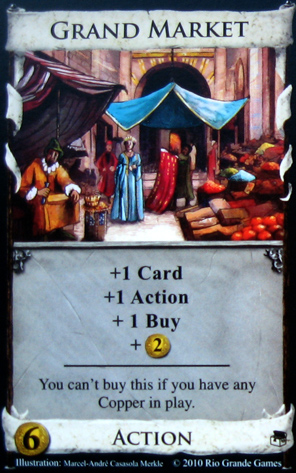 GRAND MARKET
+1 Card
+1 Action
+ 1 Buy
+ 2
You can't buy this if you have any
Copper in play.
6
ACTION
Illustration: Marcel-André Casasola Merkle © 2010 Rio Grande Games